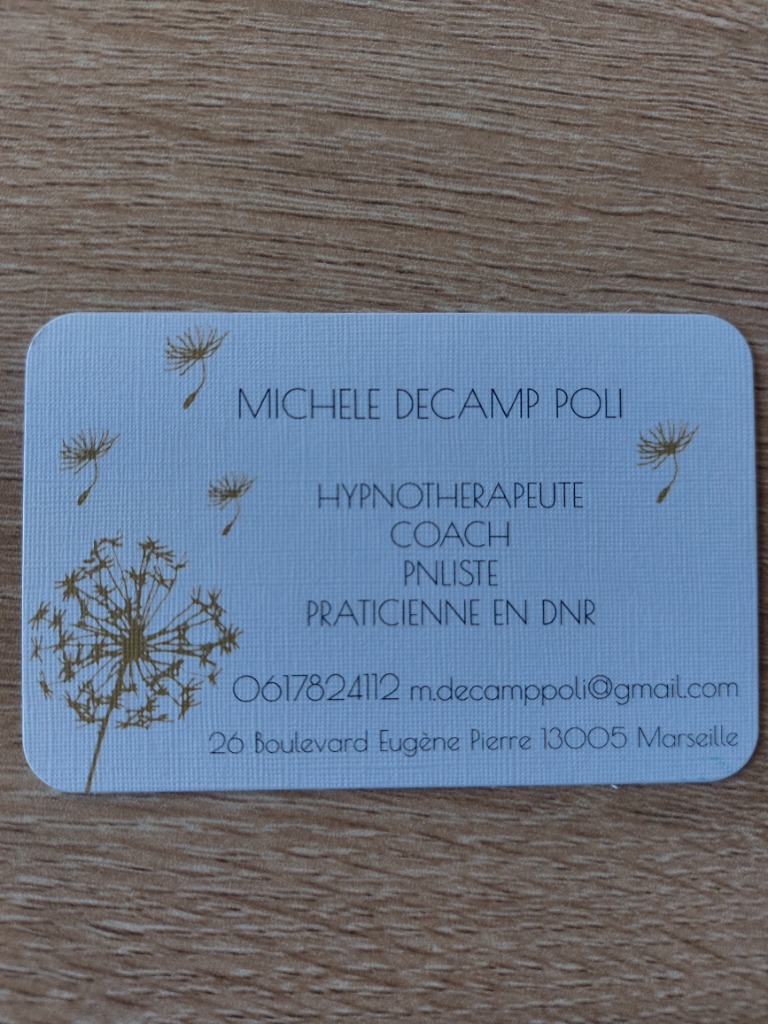 MICHELE DECAMP POLI
HYPNOTHERAPEUTE
COACH
PNLISTE
PRATICIENNE EN DNR
0617824112 m.decamppoli@gmail.com
26 Boulevard Eugène Pierre 13005 Marseille